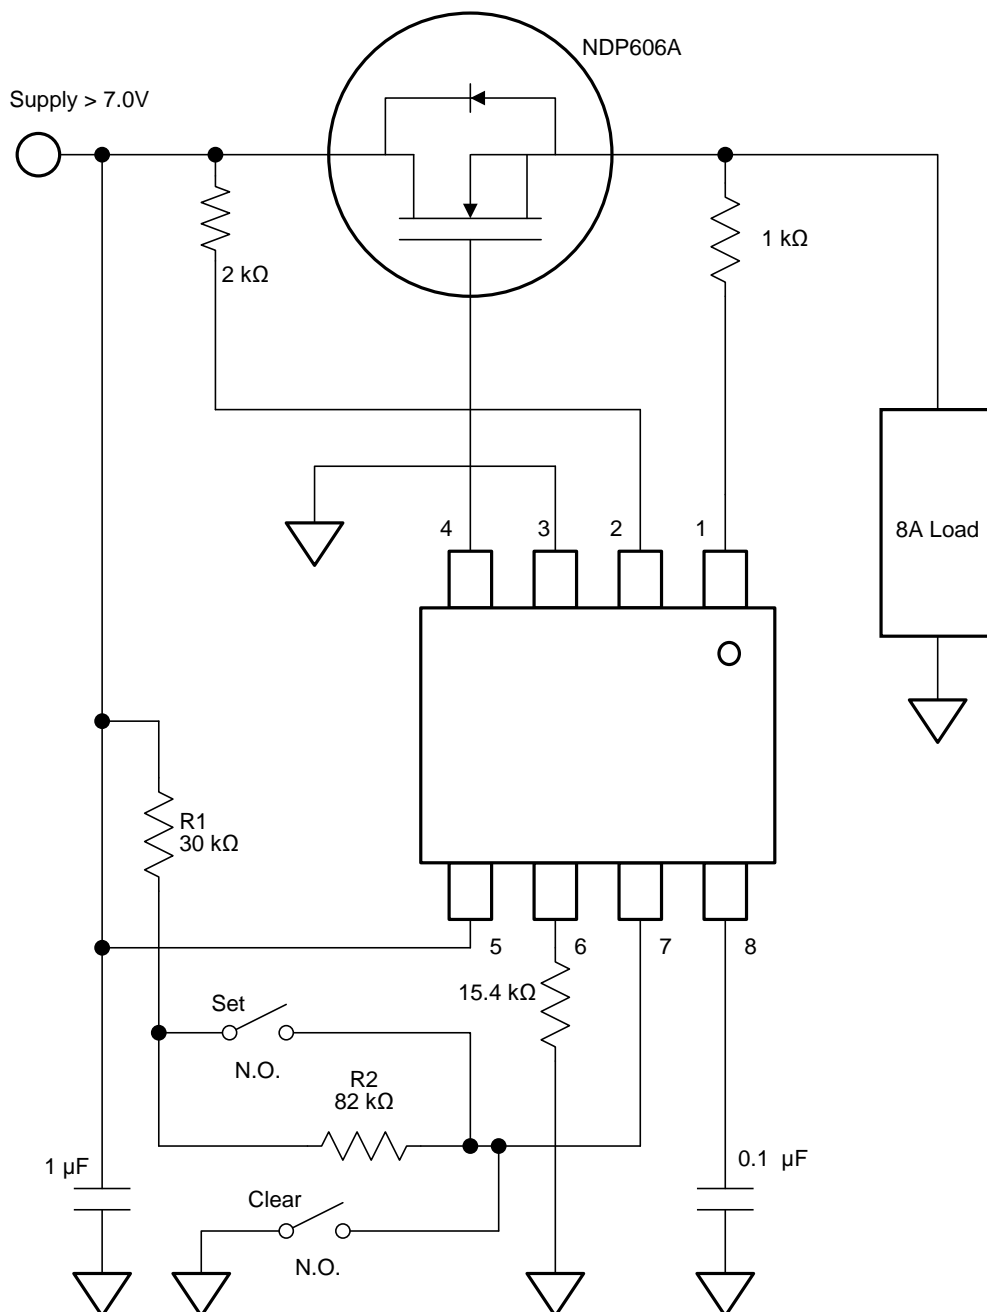 NDP606A
Supply > 7.0V
1 kΩ
2 kΩ
4 3 2 1
8A Load
R1
30 kΩ
5 6 7 8
15.4 kΩ
Set
N.O.
R2
82 kΩ
1 µF
0.1 µF
Clear
N.O.